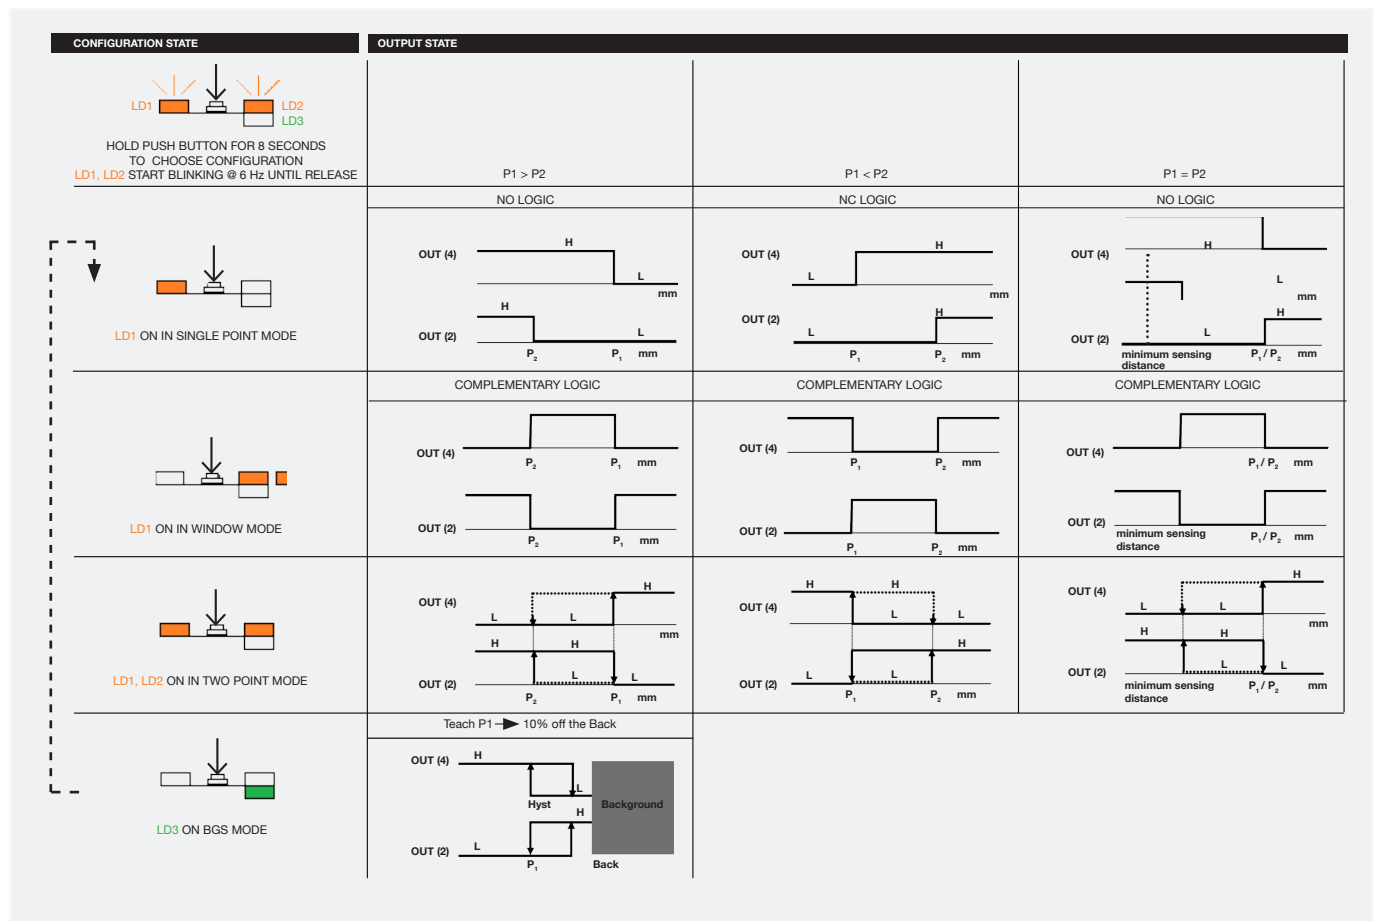 CONFIGURATION STATE
OUTPUT STATE
LD1
LD2
LD3
HOLD PUSH BUTTON FOR 8 SECONDS
TO CHOOSE CONFIGURATION
LD1, LD2 START BLINKING @ 6 Hz UNTIL RELEASE
P1 > P2
P1 < P2
P1 = P2
NO LOGIC
NC LOGIC
NO LOGIC
LD1 ON IN SINGLE POINT MODE
OUT (4)
H
L
mm
H
OUT (2)
L
P2
P1
mm
OUT (4)
L
H
mm
OUT (2)
L
H
P1
P2
mm
OUT (4)
H
L
mm
H
OUT (2)
L
minimum sensing
distance
P1 / P2
mm
COMPLEMENTARY LOGIC
COMPLEMENTARY LOGIC
COMPLEMENTARY LOGIC
LD1 ON IN WINDOW MODE
OUT (4)
P2
P1
mm
OUT (2)
P2
P1
mm
OUT (4)
P1
P2
mm
OUT (2)
P1
P2
mm
OUT (4)
P1 / P2
mm
OUT (2)
minimum sensing
distance
P1 / P2
mm
LD1, LD2 ON IN TWO POINT MODE
OUT (4)
H
L
L
mm
H
H
OUT (2)
L
L
P2
P1
mm
H
H
OUT (4)
L
L
H
OUT (2)
L
L
P1
P2
mm
H
OUT (4)
L
L
H
H
OUT (2)
L
L
minimum sensing
distance
P1 / P2
mm
Teach P1 10% off the Back
LD3 ON BGS MODE
OUT (4)
H
L
Hyst
Background
H
OUT (2)
L
P1
Back